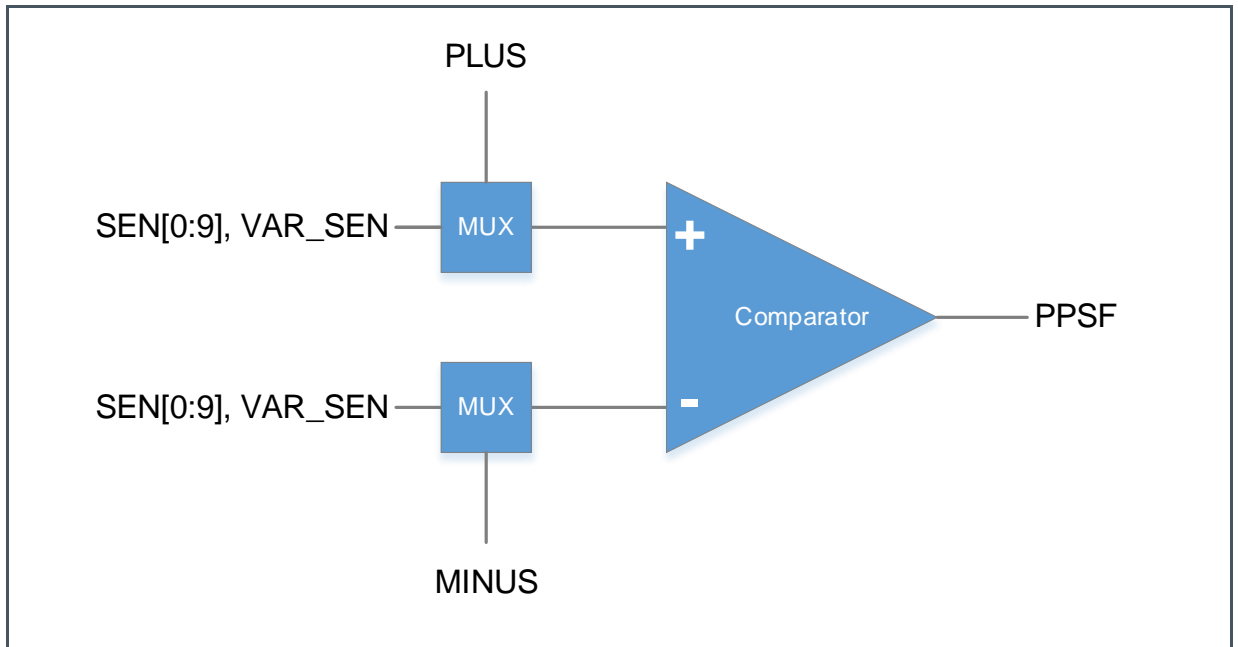 PLUS
SEN[0:9], VAR_SEN
MUX
+
Comparator
PPSF
SEN[0:9], VAR_SEN
MUX
-
MINUS